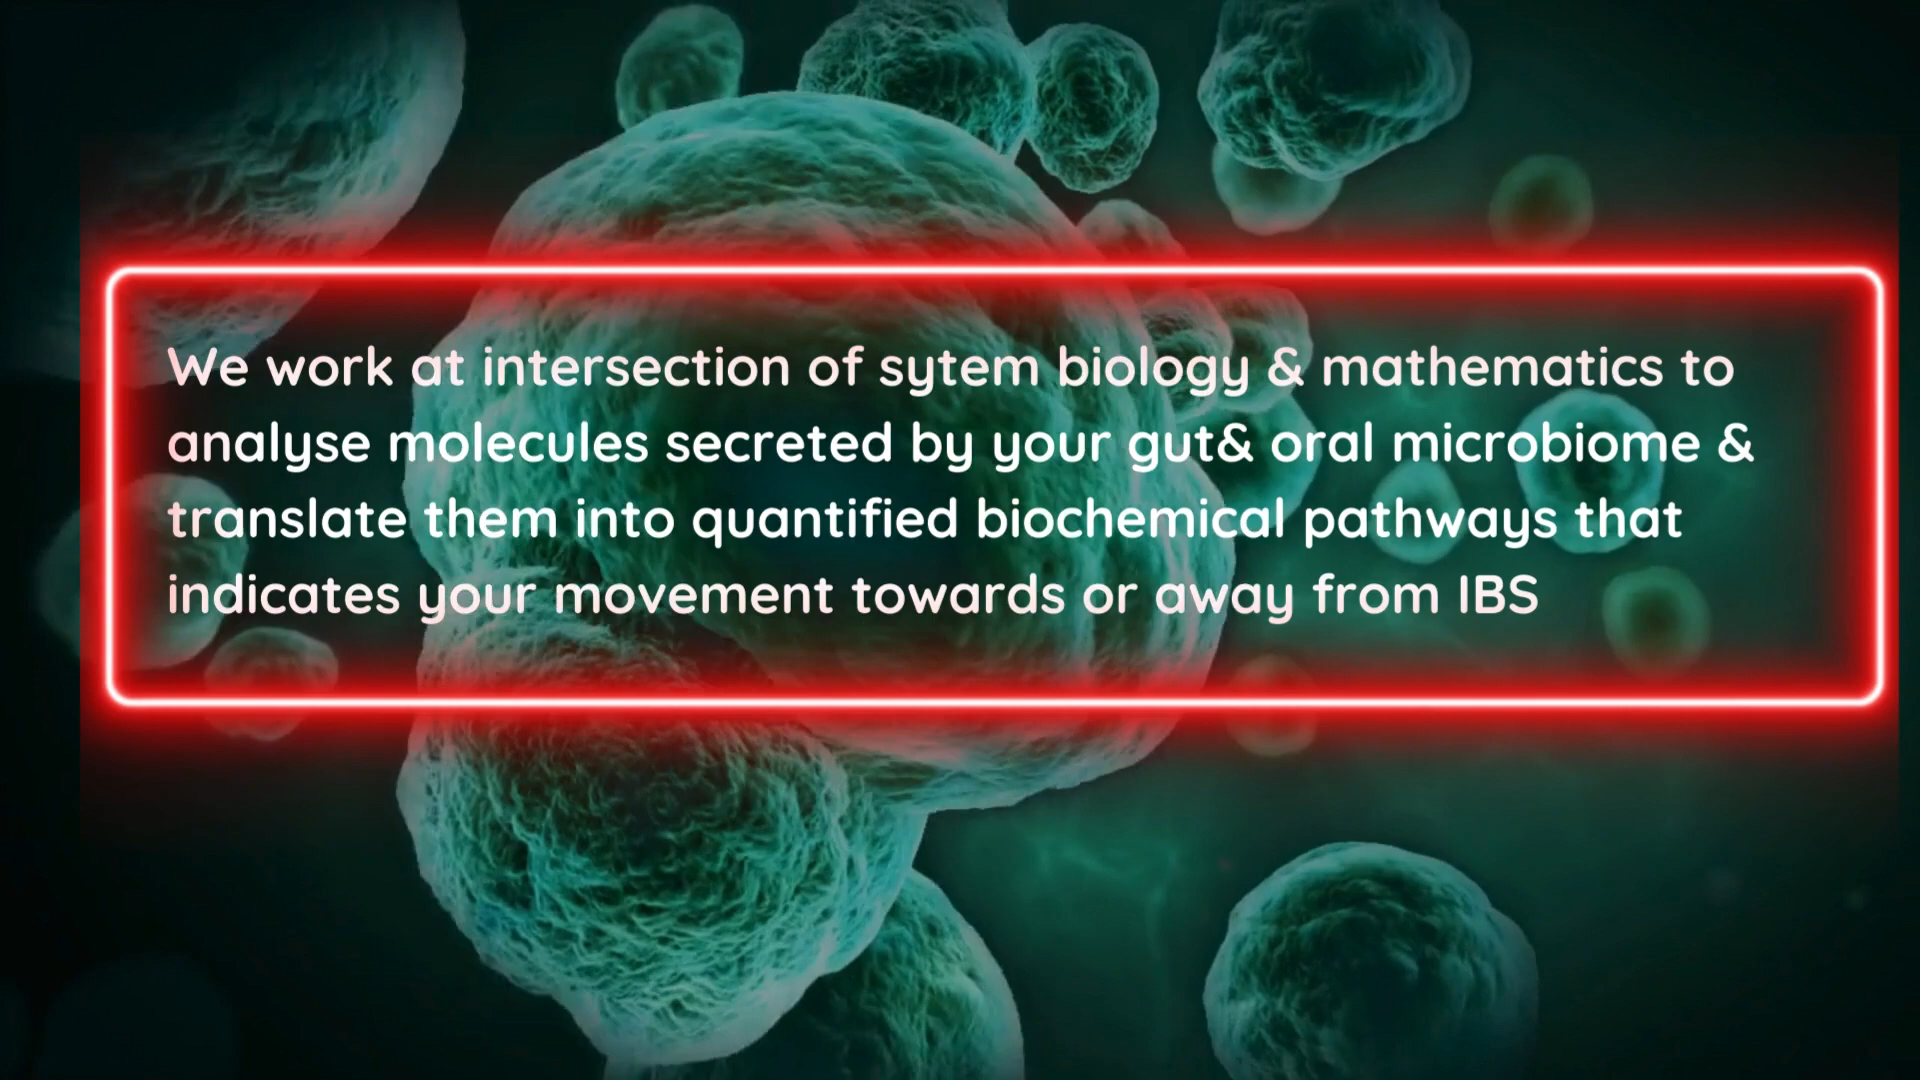 We work at intersection of sytem biology & mathematics to
analyse molecules secreted by your gut& oral microbiome &
translate them into quantified biochemical pathways that
indicates your movement towards or away from IBS